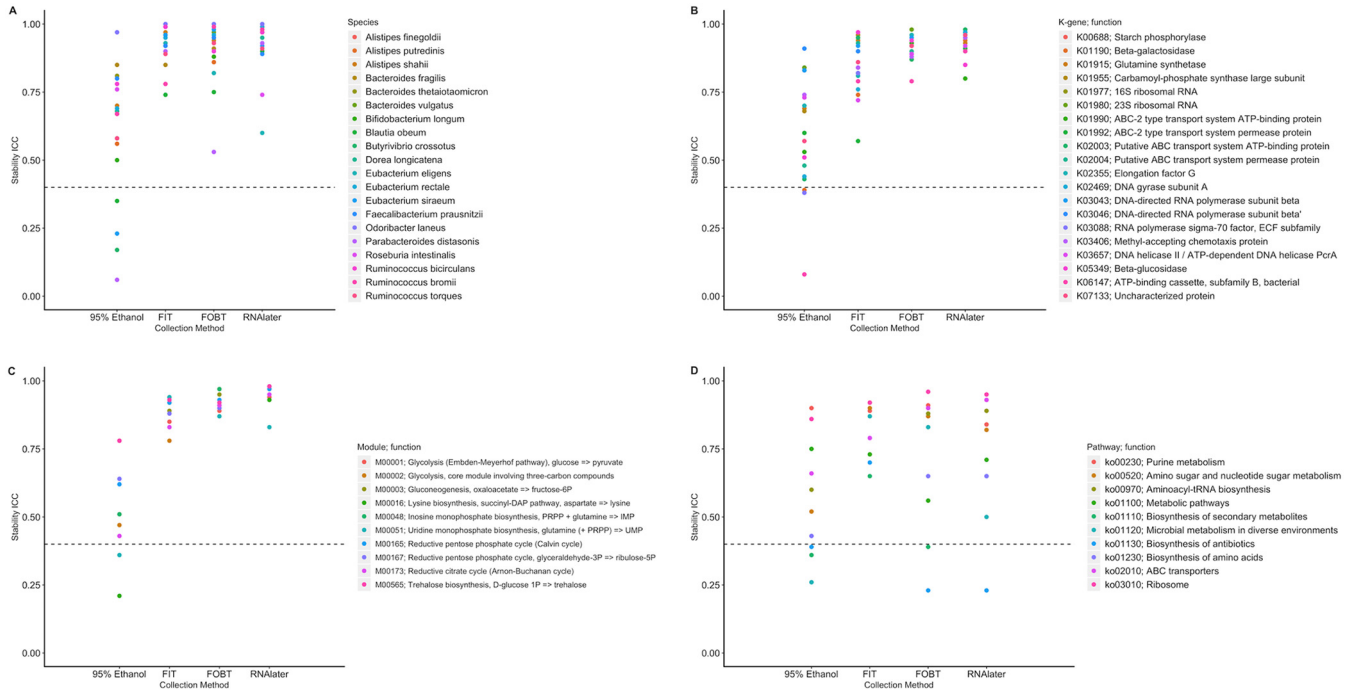 A
Stability ICC
1.00
0.75
0.50
0.25
0.00
95% Ethanol FIT FOBT RNAlater
Collection Method
Species
Alistipes finegoldii
Alistipes putredinis
Alistipes shahii
Bacteroides fragilis
Bacteroides thetaiotaomicron
Bacteroides vulgatus
Bifidobacterium longum
Blautia obeum
Butyrivibrio crossotus
Dorea longicatena
Eubacterium eligens
Eubacterium rectale
Eubacterium siraeum
Faecalibacterium prausnitzii
Odoribacter laneus
Parabacteroides distasonis
Roseburia intestinalis
Ruminococcus bicirculans
Ruminococcus bromii
Ruminococcus torques
B
Stability ICC
1.00
0.75
0.50
0.25
0.00
95% Ethanol FIT FOBT RNAlater
Collection Method
K-gene; function
K00688; Starch phosphorylase
K01190; Beta-galactosidase
K01915; Glutamine synthetase
K01955; Carbamoyl-phosphate synthase large subunit
K01977; 16S ribosomal RNA
K01980; 23S ribosomal RNA
K01990; ABC-2 type transport system ATP-binding protein
K01992; ABC-2 type transport system permease protein
K02003; Putative ABC transport system ATP-binding protein
K02004; Putative ABC transport system permease protein
K02355; Elongation factor G
K02469; DNA gyrase subunit A
K03043; DNA-directed RNA polymerase subunit beta
K03046; DNA-directed RNA polymerase subunit beta'
K03088; RNA polymerase sigma-70 factor, ECF subfamily
K03406; Methyl-accepting chemotaxis protein
K03657; DNA helicase II / ATP-dependent DNA helicase PcrA
K05349; Beta-glucosidase
K06147; ATP-binding cassette, subfamily B, bacterial
K07133; Uncharacterized protein
C
Stability ICC
1.00
0.75
0.50
0.25
0.00
95% Ethanol FIT FOBT RNAlater
Collection Method
Module; function
M00001; Glycolysis (Embden-Meyerhof pathway), glucose => pyruvate
M00002; Glycolysis, core module involving three-carbon compounds
M00003; Gluconeogenesis, oxaloacetate => fructose-6P
M00016; Lysine biosynthesis, succinyl-DAP pathway, aspartate => lysine
M00048; Inosine monophosphate biosynthesis, PRPP + glutamine => IMP
M00051; Uridine monophosphate biosynthesis, glutamine (+ PRPP) => UMP
M00165; Reductive pentose phosphate cycle (Calvin cycle)
M00167; Reductive pentose phosphate cycle, glyceraldehyde-3P => ribulose-5P
M00173; Reductive citrate cycle (Arnon-Buchanan cycle)
M00565; Trehalose biosynthesis, D-glucose 1P => trehalose
D
Stability ICC
1.00
0.75
0.50
0.25
0.00
95% Ethanol FIT FOBT RNAlater
Collection Method
Pathway; function
ko00230; Purine metabolism
ko00520; Amino sugar and nucleotide sugar metabolism
ko00970; Aminoacyl-tRNA biosynthesis
ko01100; Metabolic pathways
ko01110; Biosynthesis of secondary metabolites
ko01120; Microbial metabolism in diverse environments
ko01130; Biosynthesis of antibiotics
ko01230; Biosynthesis of amino acids
ko02010; ABC transporters
ko03010; Ribosome